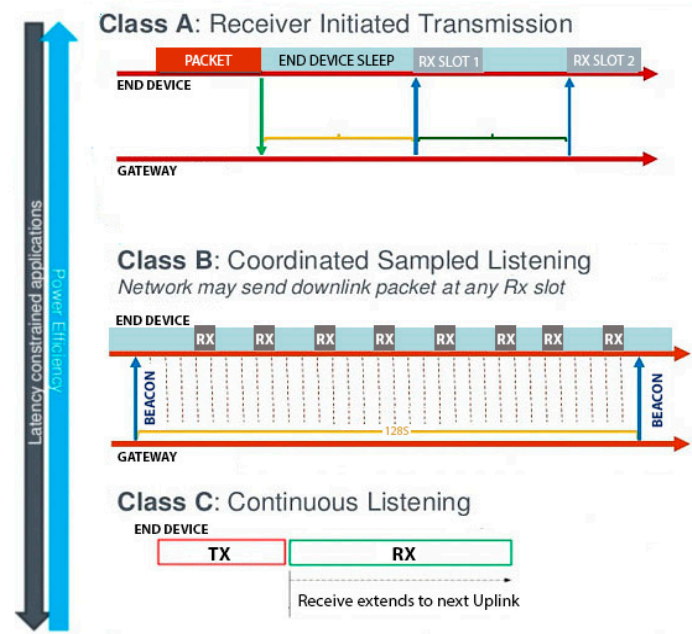 Class A: Receiver Initiated Transmission
PACKET
END DEVICE SLEEP
RX SLOT 1
RX SLOT 2
END DEVICE
GATEWAY
Latency constrained applications
Power Efficiency
Class B: Coordinated Sampled Listening
Network may send downlink packet at any Rx slot
END DEVICE
RX
RX
RX
RX
RX
RX
RX
RX
BEACON
BEACON
128S
GATEWAY
Class C: Continuous Listening
END DEVICE
TX
RX
Receive extends to next Uplink